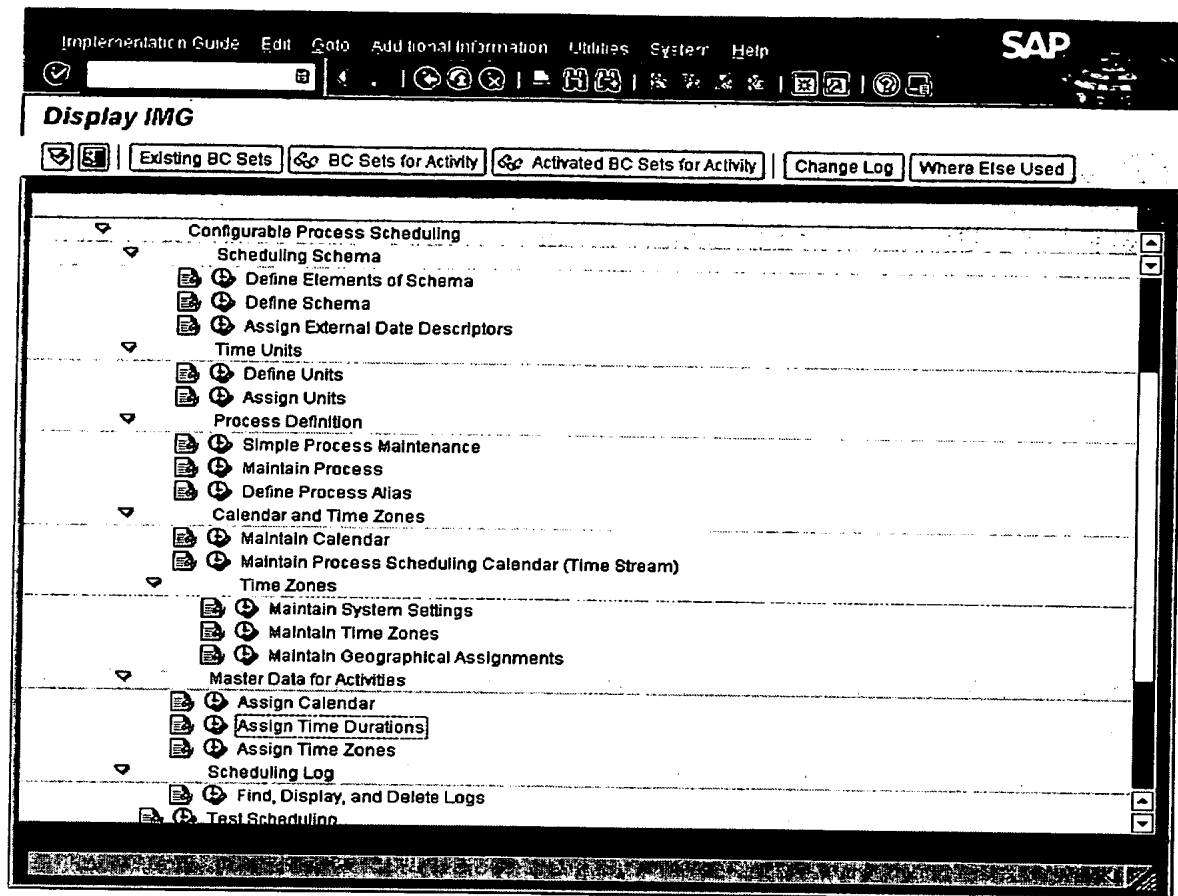 Implementation Guide Edit Goto Additional Information Utilities System Help
SAP
Display IMG
Existing BC Sets BC Sets for Activity Activated BC Sets for Activity Change Log Where Else Used
Configurable Process Scheduling
Scheduling Schema
Define Elements of Schema
Define Schema
Assign External Date Descriptors
Time Units
Define Units
Assign Units
Process Definition
Simple Process Maintenance
Maintain Process
Define Process Alias
Calendar and Time Zones
Maintain Calendar
Maintain Process Scheduling Calendar (Time Stream)
Time Zones
Maintain System Settings
Maintain Time Zones
Maintain Geographical Assignments
Master Data for Activities
Assign Calendar
Assign Time Durations
Assign Time Zones
Scheduling Log
Find, Display, and Delete Logs
Test Scheduling